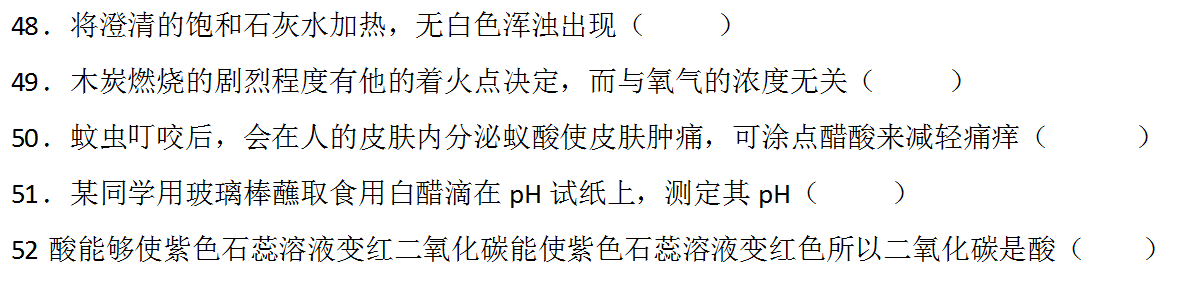 48．将澄清的饱和石灰水加热，无白色浑浊出现（　　）
49．木炭燃烧的剧烈程度有他的着火点决定，而与氧气的浓度无关（　　）
50．蚊虫叮咬后，会在人的皮肤内分泌蚁酸使皮肤肿痛，可涂点醋酸来减轻痛痒（　　）
51．某同学用玻璃棒蘸取食用白醋滴在 pH 试纸上，测定其 pH（　　）
52 酸能够使紫色石蕊溶液变红二氧化碳能使紫色石蕊溶液变红色所以二氧化碳是酸（　　）